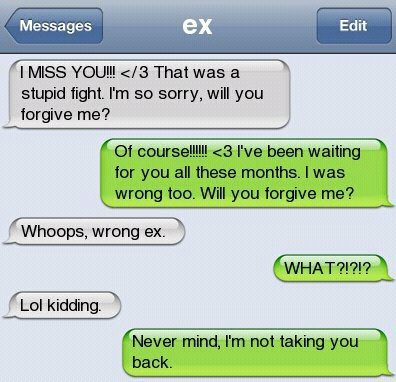 Messages
ex
Edit
I MISS YOU!!! </3 That was a
stupid fight. I'm so sorry, will you
forgive me?
Of course!!!!!! <3 I've been waiting
for you all these months. I was
wrong too. Will you forgive me?
Whoops, wrong ex.
WHAT?!?!?
Lol kidding.
Never mind, I'm not taking you
back.